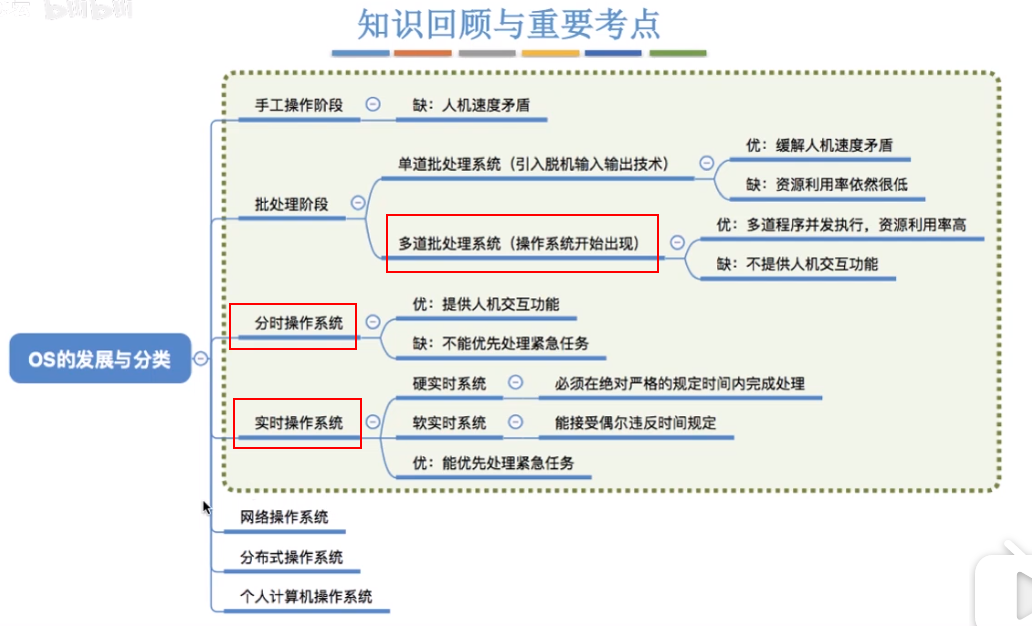 知识回顾与重要考点
手工操作阶段
缺：人机速度矛盾
批处理阶段
单道批处理系统（引入脱机输入输出技术）
优：缓解人机速度矛盾
缺：资源利用率依然很低
多道批处理系统（操作系统开始出现）
优：多道程序并发执行，资源利用率高
缺：不提供人机交互功能
分时操作系统
优：提供人机交互功能
缺：不能优先处理紧急任务
OS的发展与分类
实时操作系统
硬实时系统
必须在绝对严格的规定时间内完成处理
软实时系统
能接受偶尔违反时间规定
优：能优先处理紧急任务
网络操作系统
分布式操作系统
个人计算机操作系统